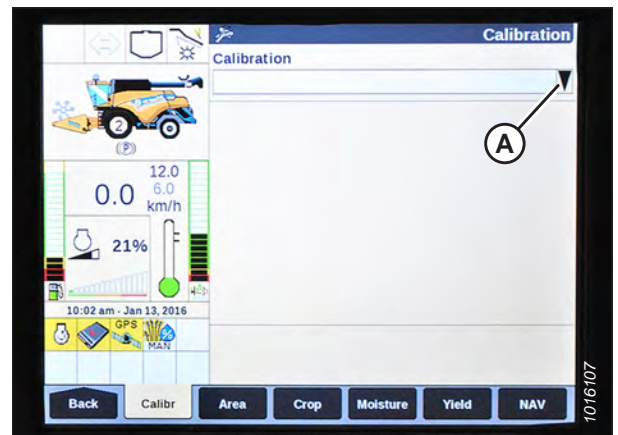 Calibration
Calibration
A
2
(P)
12.0
6.0
0.0
km/h
21%
10:02 am - Jan 13, 2016
GPS
MAN
Back
Calibr
Area
Crop
Moisture
Yield
NAV
1016107